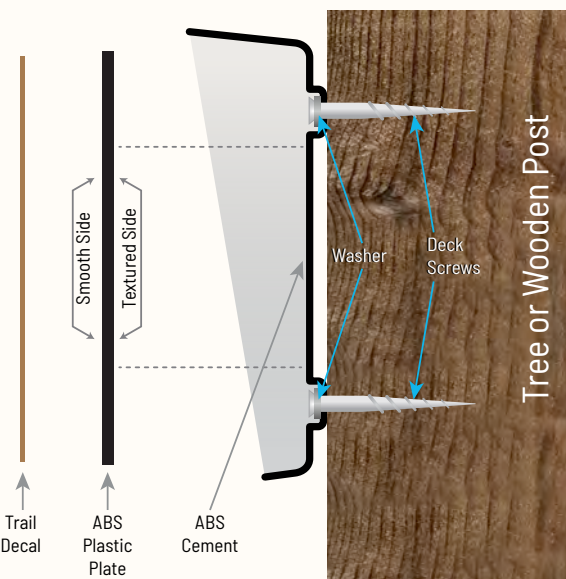 Smooth Side
Textured Side
Washer
Deck
Screws
Tree or Wooden Post
Trail
Decal
ABS
Plastic
Plate
ABS
Cement